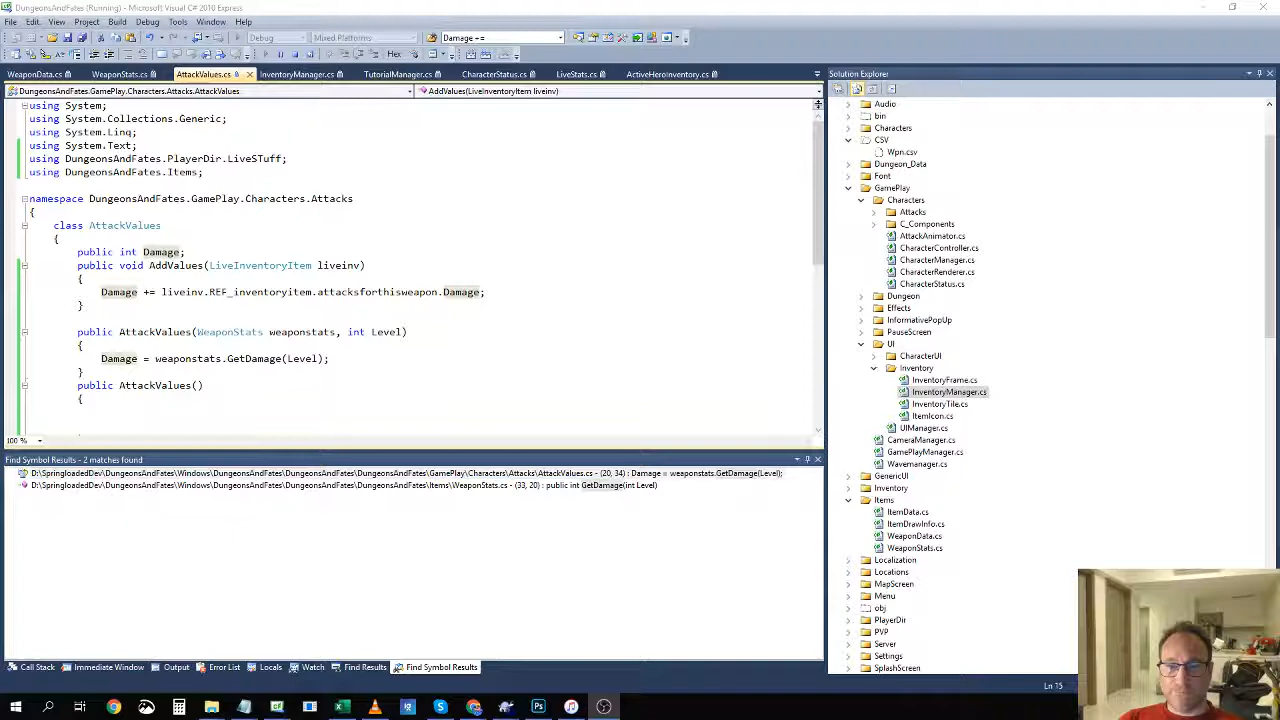 DungeonsAndFates (Running) - Microsoft Visual C# 2010 Express
File Edit View Project Build Debug Tools Window Help
Debug Mixed Platforms Damage +=
Hex
WeaponData.cs WeaponStats.cs AttackValues.cs InventoryManager.cs TutorialManager.cs CharacterStatus.cs LiveStats.cs ActiveHeroInventory.cs
DungeonsAndFates.GamePlay.Characters.Attacks.AttackValues AddValues(LiveInventoryItem liveinv)
using System;
using System.Collections.Generic;
using System.Linq;
using System.Text;
using DungeonsAndFates.PlayerDir.LiveSTuff;
using DungeonsAndFates.Items;
namespace DungeonsAndFates.GamePlay.Characters.Attacks
{
class AttackValues
{
public int Damage;
public void AddValues(LiveInventoryItem liveinv)
{
Damage += liveinv.REF_inventoryitem.attacksforthisweapon.Damage;
}
public AttackValues(WeaponStats weaponstats, int Level)
{
Damage = weaponstats.GetDamage(Level);
}
public AttackValues()
{
100 %
Find Symbol Results - 2 matches found
D:\SpringloadedDev\DungeonsAndFates\Windows\DungeonsAndFates\DungeonsAndFates\DungeonsAndFates\GamePlay\Characters\Attacks\AttackValues.cs - (20, 34) : Damage = weaponstats.GetDamage(Level);
D:\SpringloadedDev\DungeonsAndFates\Windows\DungeonsAndFates\DungeonsAndFates\DungeonsAndFates\Items\WeaponStats.cs - (33, 20) : public int GetDamage(int Level)
Call Stack Immediate Window Output Error List Locals Watch Find Results Find Symbol Results
Solution Explorer
Audio
bin
Characters
CSV
Wpn.csv
Dungeon_Data
Font
GamePlay
Characters
Attacks
C_Components
AttackAnimator.cs
CharacterController.cs
CharacterManager.cs
CharacterRenderer.cs
CharacterStatus.cs
Dungeon
Effects
InformativePopUp
PauseScreen
UI
CharacterUI
Inventory
InventoryFrame.cs
InventoryManager.cs
InventoryTile.cs
ItemIcon.cs
UIManager.cs
CameraManager.cs
GamePlayManager.cs
Wavemanager.cs
GenericUI
Inventory
Items
ItemData.cs
ItemDrawInfo.cs
WeaponData.cs
WeaponStats.cs
Localization
Locations
MapScreen
Menu
obj
PlayerDir
PVP
Server
Settings
SplashScreen
Ln 15